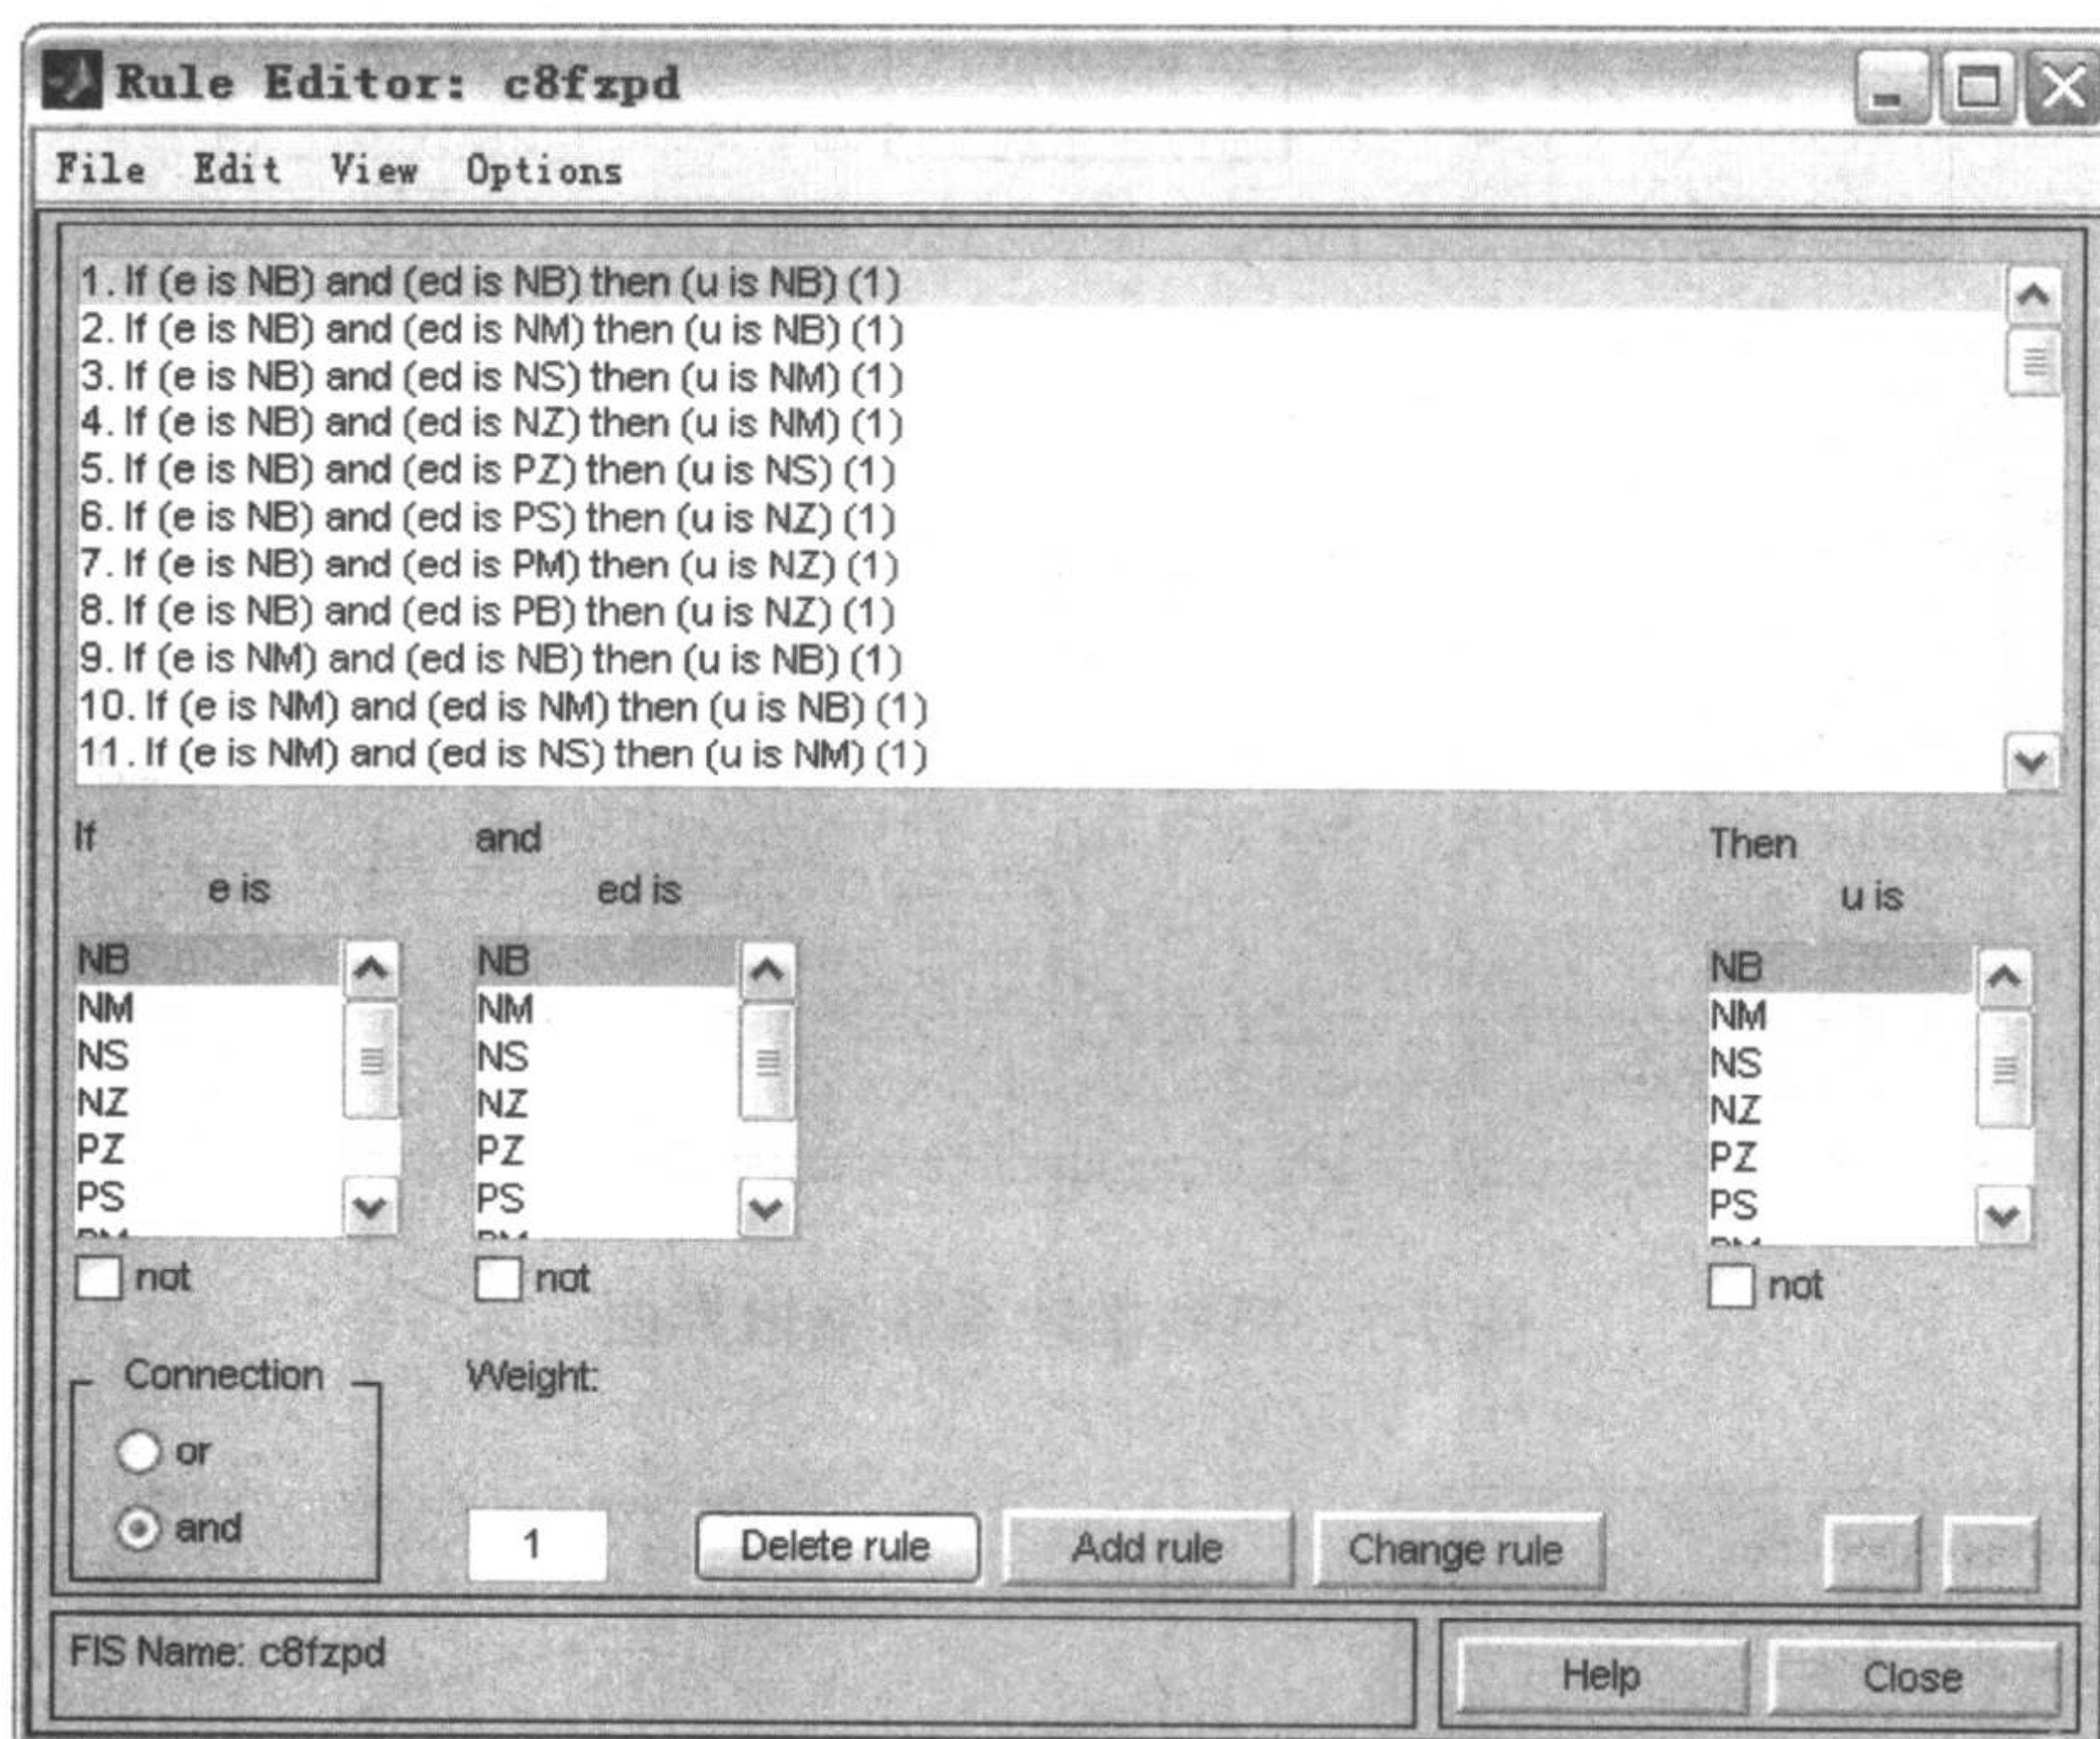 Rule Editor: c8fzpd
File Edit View Options
1. If (e is NB) and (ed is NB) then (u is NB) (1)
2. If (e is NB) and (ed is NM) then (u is NB) (1)
3. If (e is NB) and (ed is NS) then (u is NM) (1)
4. If (e is NB) and (ed is NZ) then (u is NM) (1)
5. If (e is NB) and (ed is PZ) then (u is NS) (1)
6. If (e is NB) and (ed is PS) then (u is NZ) (1)
7. If (e is NB) and (ed is PM) then (u is NZ) (1)
8. If (e is NB) and (ed is PB) then (u is NZ) (1)
9. If (e is NM) and (ed is NB) then (u is NB) (1)
10. If (e is NM) and (ed is NM) then (u is NB) (1)
11. If (e is NM) and (ed is NS) then (u is NM) (1)
If and Then
e is ed is u is
NB NB NB
NM NM NM
NS NS NS
NZ NZ NZ
PZ PZ PZ
PS PS PS
not not not
Connection Weight:
or
and 1 Delete rule Add rule Change rule
FIS Name: c8fzpd Help Close